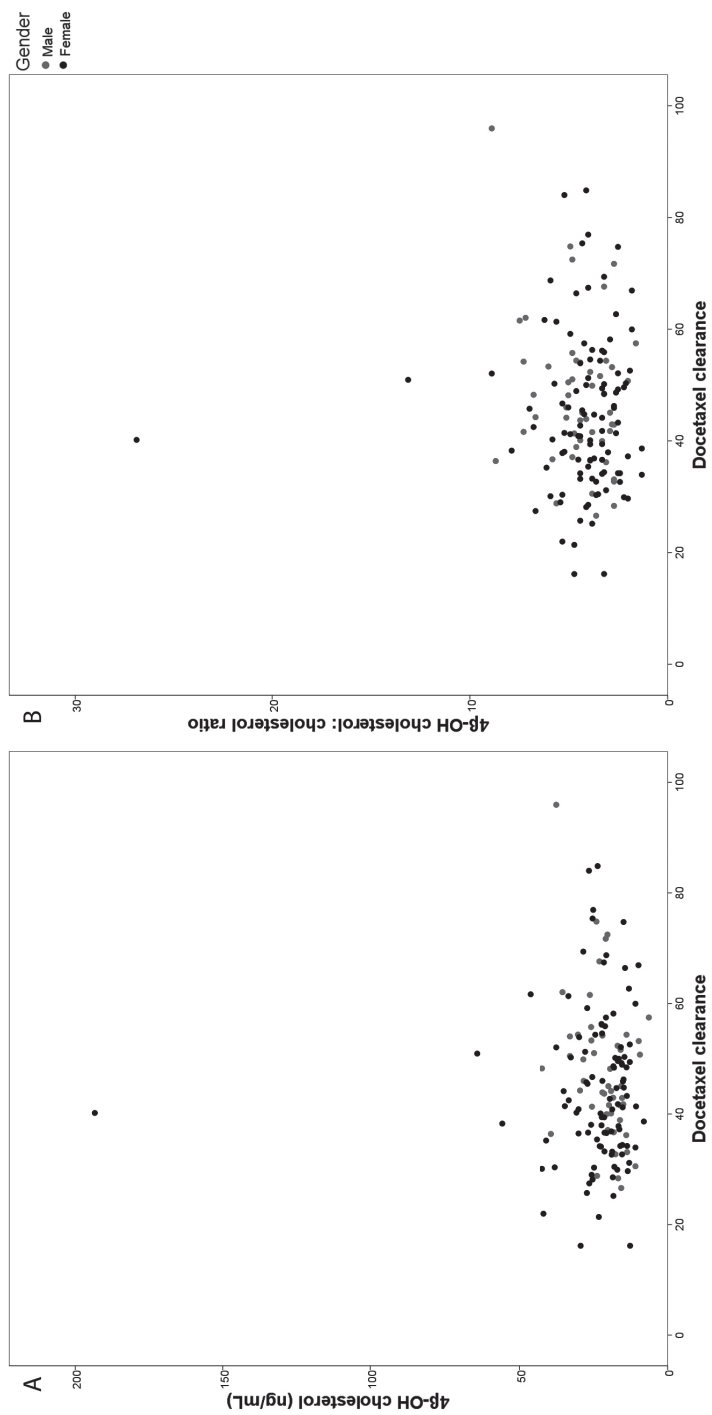 A
4β-OH cholesterol (ng/mL)
200
150
100
50
0
0
20
40
60
80
100
Docetaxel clearance
B
4β-OH cholesterol: cholesterol ratio
30
20
10
0
0
20
40
60
80
100
Docetaxel clearance
Gender
Male
Female